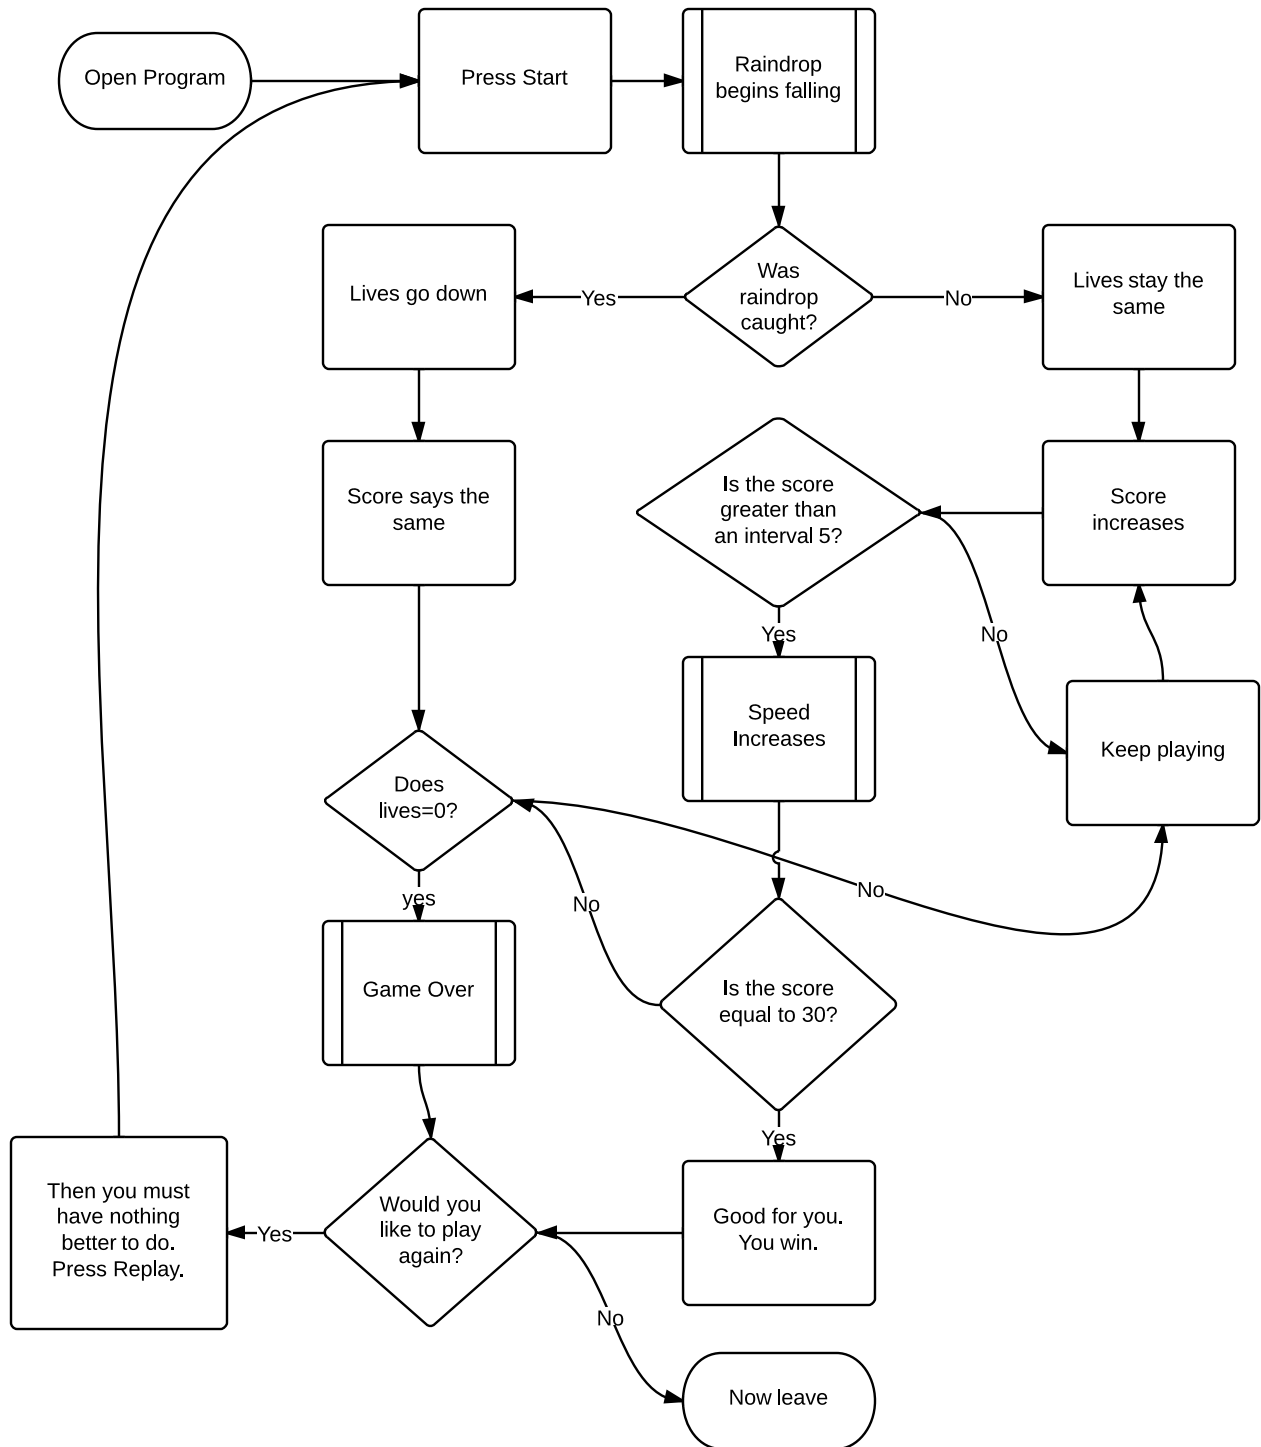 Open Program
Press Start
Raindrop
begins falling
Was
raindrop
caught?
Yes
No
Lives go down
Lives stay the
same
Score says the
same
Is the score
greater than
an interval 5?
Score
increases
Yes
No
Speed
Increases
Keep playing
Does
lives=0?
No
yes
No
Game Over
Is the score
equal to 30?
Yes
Then you must
have nothing
better to do.
Press Replay.
Yes
Would you
like to play
again?
Good for you.
You win.
No
Now leave